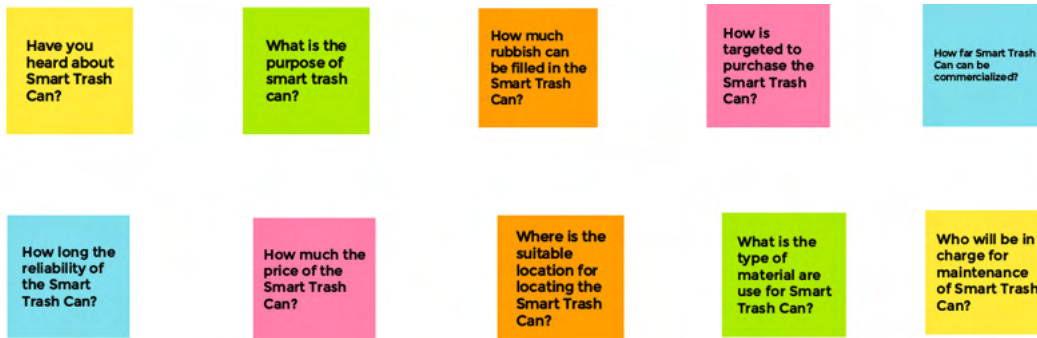 Have you
heard about
Smart Trash
Can?
What is the
purpose of
smart trash
can?
How much
rubbish can
be filled in the
Smart Trash
Can?
How is
targeted to
purchase the
Smart Trash
Can?
How far Smart Trash
Can can be
commercialized?
How long the
reliability of
the Smart
Trash Can?
How much the
price of the
Smart Trash
Can?
Where is the
suitable
location for
locating the
Smart Trash
Can?
What is the
type of
material are
use for Smart
Trash Can?
Who will be in
charge for
maintenance
of Smart Trash
Can?